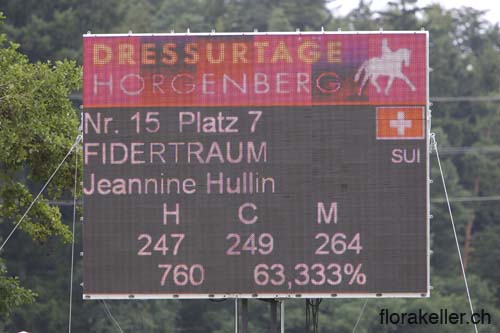 DRESSURTAGE
HORGENBERG
Nr. 15 Platz 7
FIDERTRAUM
SUI
Jeannine Hullin
H C M
247 249 264
760 63,333%
florakeller.ch